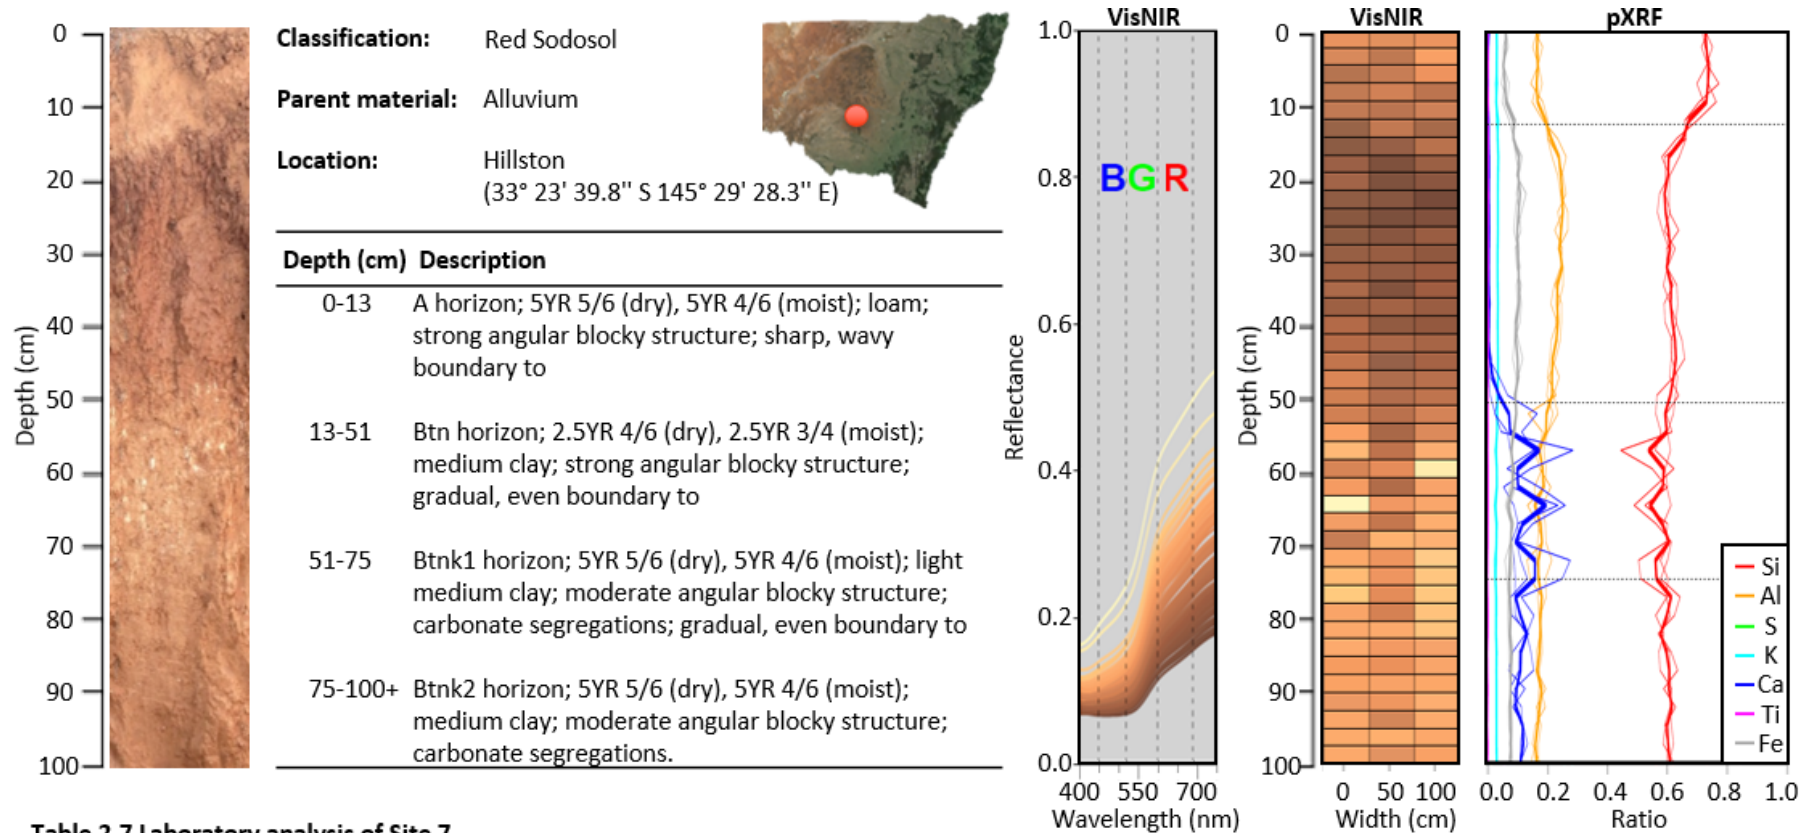 0
10
20
30
40
50
60
70
80
90
100
Depth (cm)
Classification: Red Sodosol
Parent material: Alluvium
Location: Hillston
(33° 23' 39.8" S 145° 29' 28.3" E)
Depth (cm) Description
0-13 A horizon; 5YR 5/6 (dry), 5YR 4/6 (moist); loam;
strong angular blocky structure; sharp, wavy
boundary to
13-51 Btn horizon; 2.5YR 4/6 (dry), 2.5YR 3/4 (moist);
medium clay; strong angular blocky structure;
gradual, even boundary to
51-75 Btnk1 horizon; 5YR 5/6 (dry), 5YR 4/6 (moist); light
medium clay; moderate angular blocky structure;
carbonate segregations; gradual, even boundary to
75-100+ Btnk2 horizon; 5YR 5/6 (dry), 5YR 4/6 (moist);
medium clay; moderate angular blocky structure;
carbonate segregations.
VisNIR
1.0
0.8
0.6
0.4
0.2
0.0
Reflectance
B G R
400 550 700
Wavelength (nm)
VisNIR
0
10
20
30
40
50
60
70
80
90
100
Depth (cm)
0 50 100
Width (cm)
pXRF
Si
Al
S
K
Ca
Ti
Fe
0.0 0.2 0.4 0.6 0.8 1.0
Ratio
Table 2.7 Laboratory analysis of Site 7